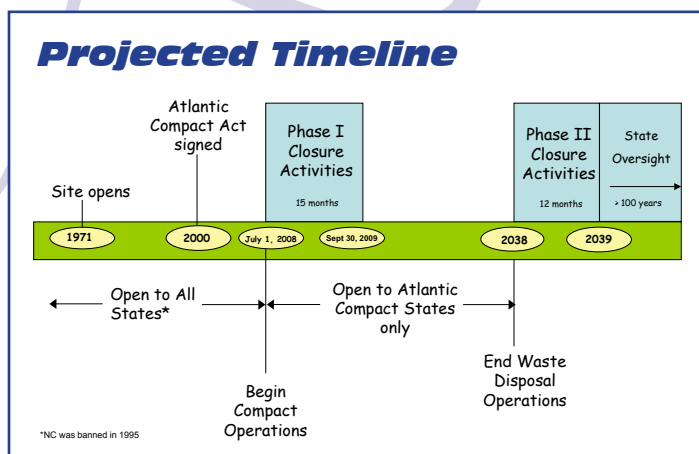 Projected Timeline
Atlantic
Compact Act
signed
Site opens
Phase I
Closure
Activities
15 months
Phase II
Closure
Activities
12 months
State
Oversight
> 100 years
1971
2000
July 1, 2008
Sept 30, 2009
2038
2039
Open to All
States*
Open to Atlantic
Compact States
only
Begin
Compact
Operations
End Waste
Disposal
Operations
*NC was banned in 1995